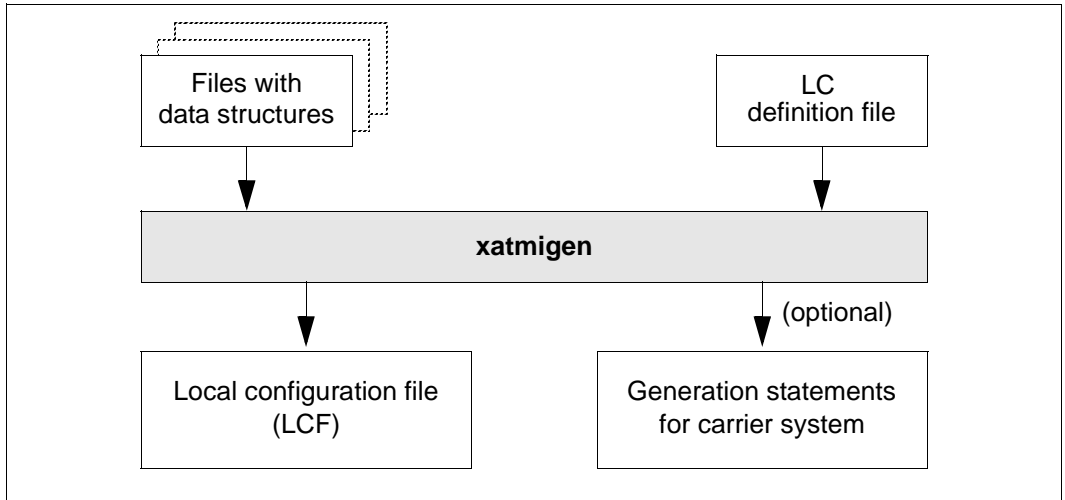 Files with
data structures
LC
definition file
xatmigen
(optional)
Local configuration file
(LCF)
Generation statements
for carrier system